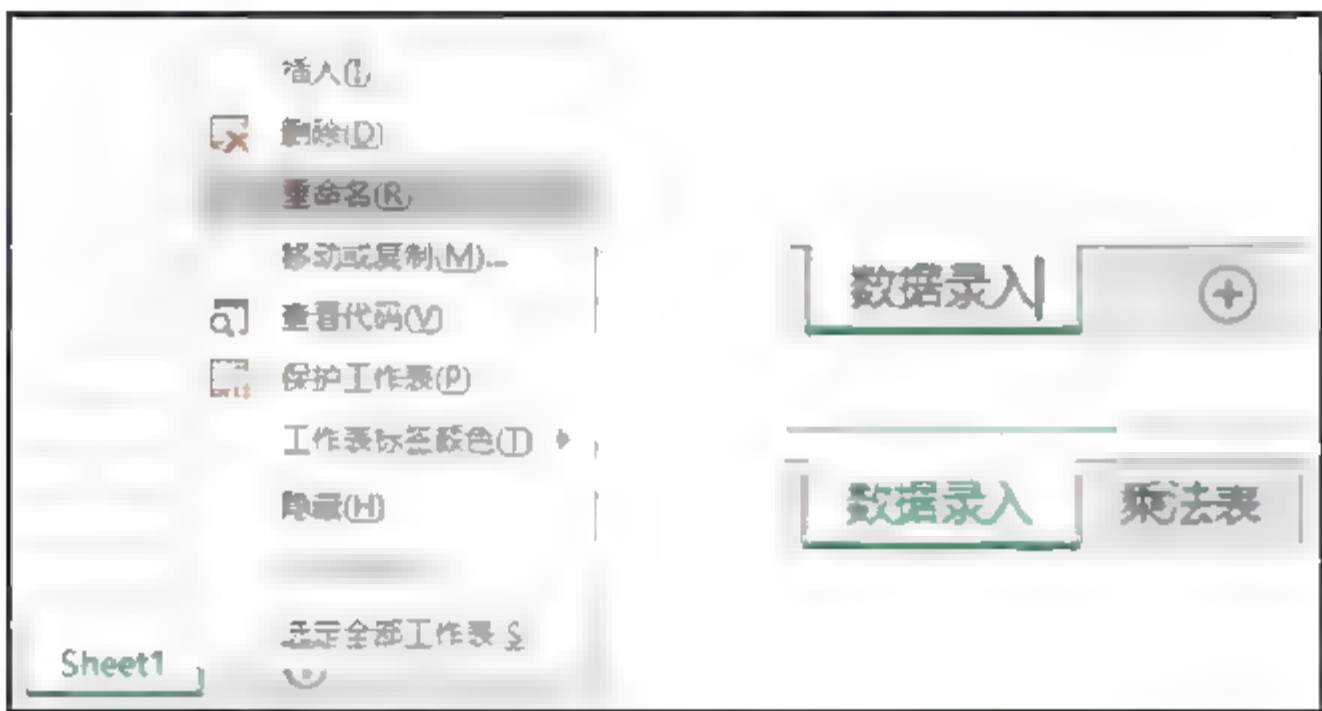 插入(I)
删除(D)
重命名(R)
移动或复制(M)...
查看代码(V)
保护工作表(P)
工作表标签颜色(T)
隐藏(H)
全部工作表 S
Sheet1
数据录入
数据录入 乘法表